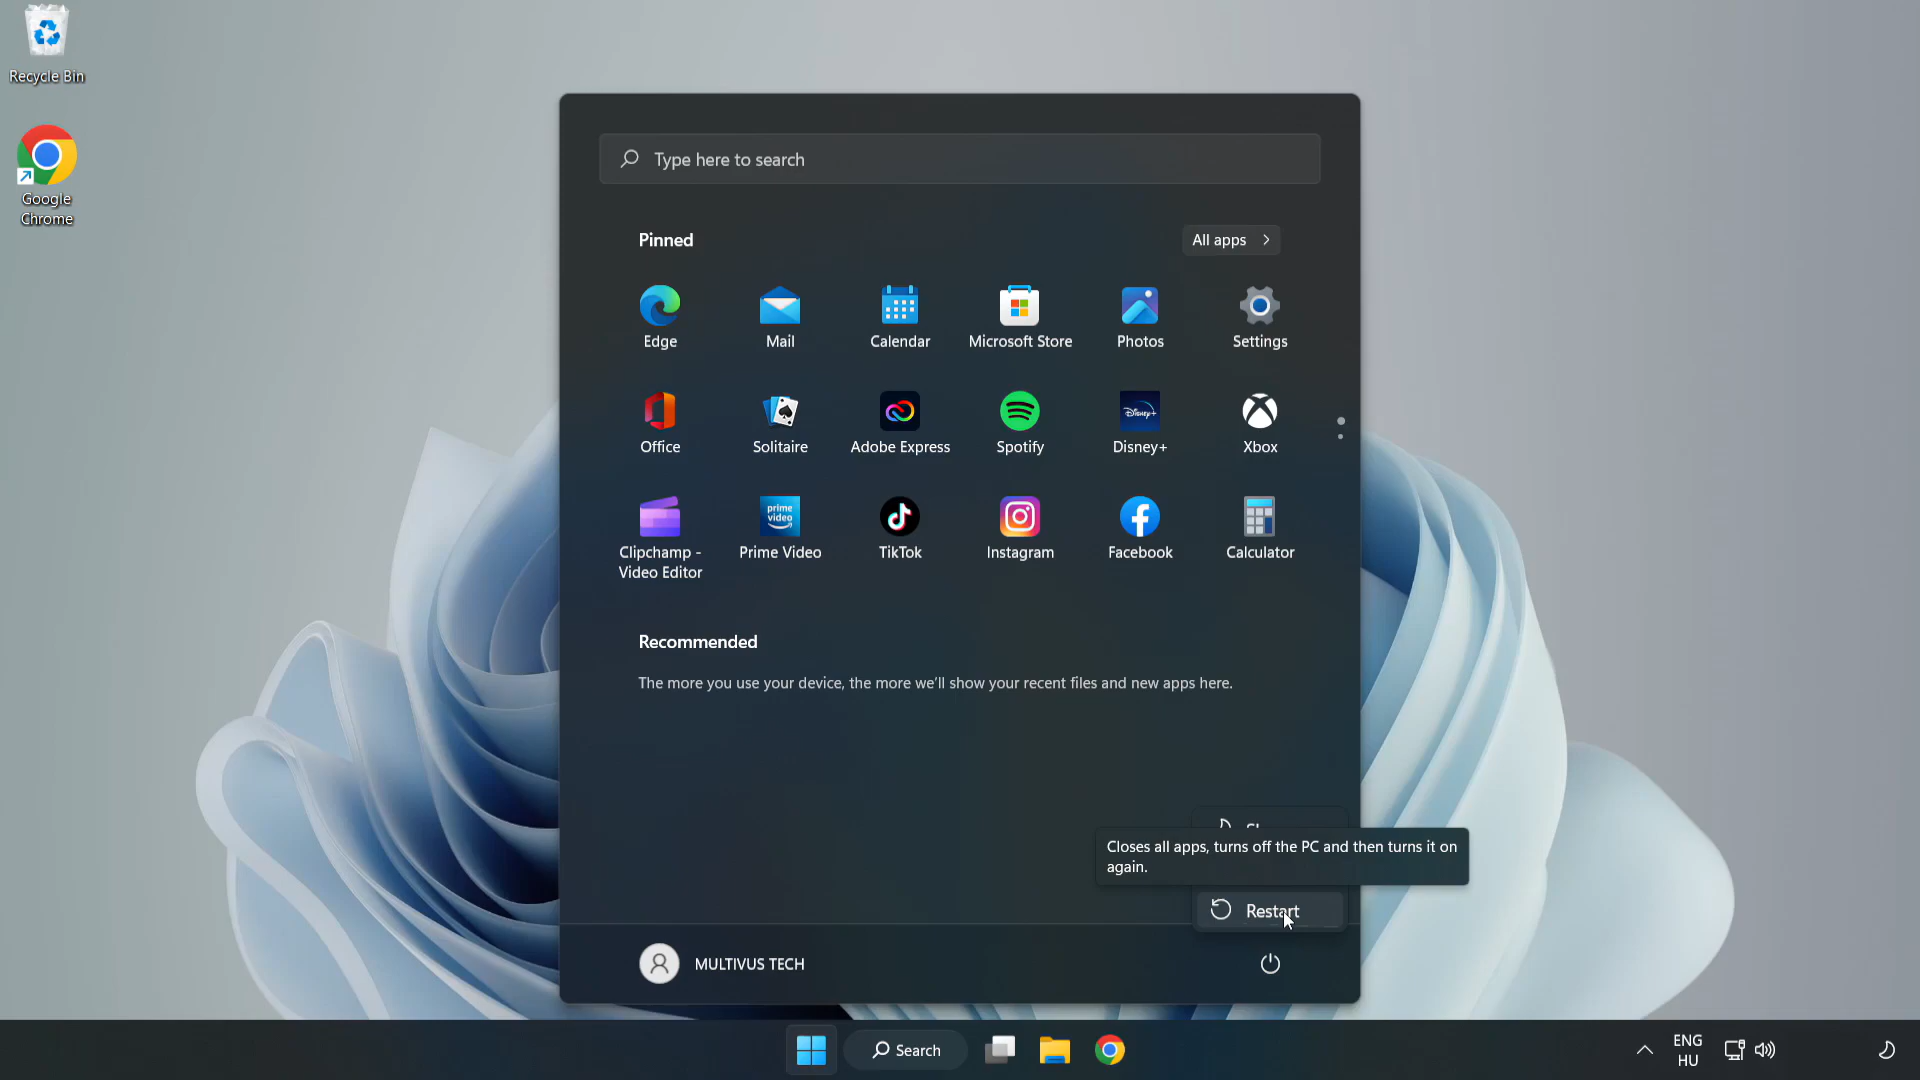 Recycle Bin
Google
Chrome
Type here to search
Pinned
All apps
Edge
Mail
Calendar
Microsoft Store
Photos
Settings
Office
Solitaire
Adobe Express
Disney+
Spotify
Disney+
Xbox
prime
video
Clipchamp -
Video Editor
Prime Video
TikTok
Instagram
Facebook
Calculator
Recommended
The more you use your device, the more we'll show your recent files and new apps here.
Closes all apps, turns off the PC and then turns it on
again.
Restart
MULTIVUS TECH
Search
ENG
HU